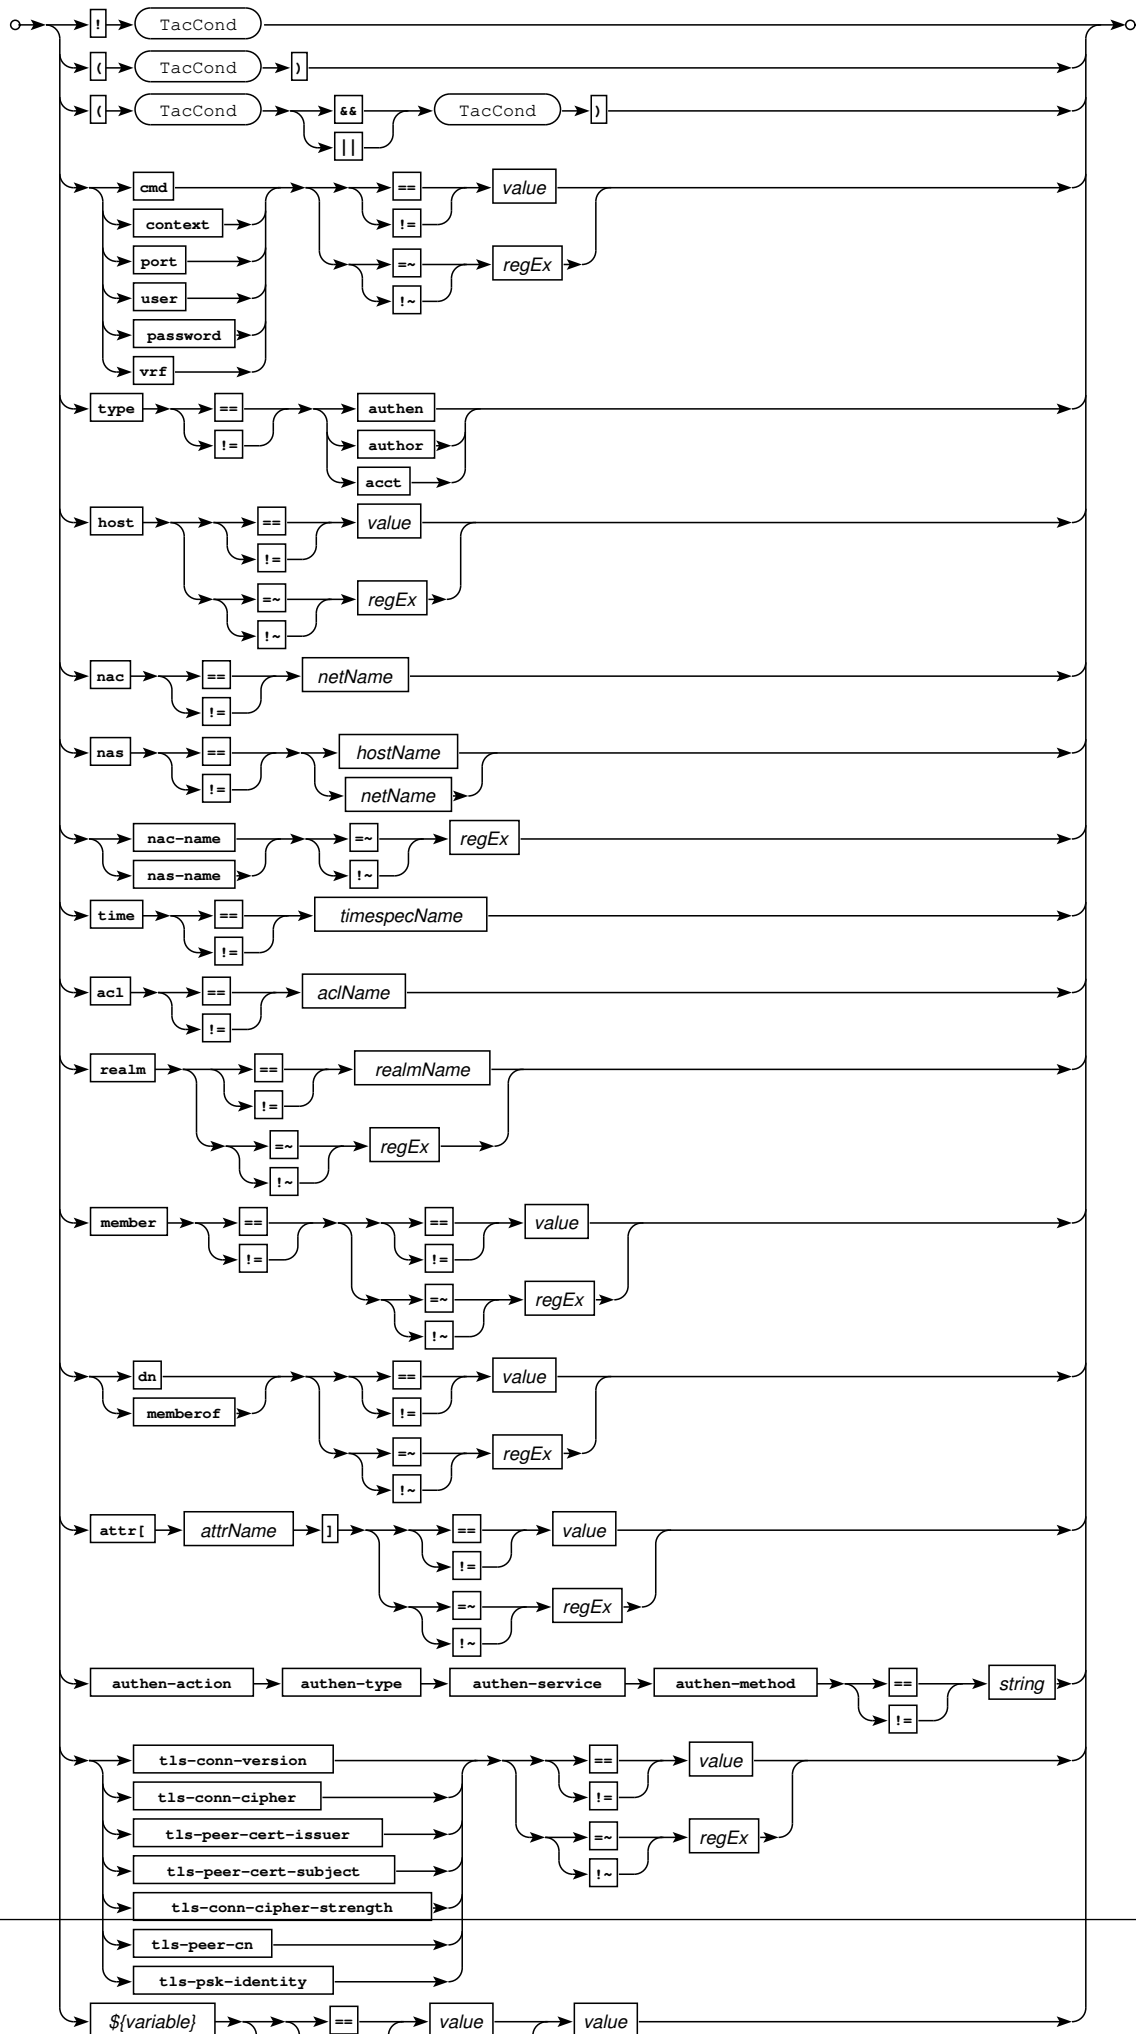 ! TacCond
( TacCond )
( TacCond && TacCond )
||
cmd == value
context !=
port =~ regEx
user !~
password
vrf
type == authen
!= author
acct
host == value
!=
=~ regEx
!~
nac == netName
!=
nas == hostName
!= netName
nac-name =~ regEx
nas-name !~
time == timespecName
!=
acl == aclName
!=
realm == realmName
!=
=~ regEx
!~
member == == value
!= !=
=~ regEx
!~
dn == value
memberof !=
=~ regEx
!~
attr[ attrName ] == value
!=
=~ regEx
!~
authen-action authen-type authen-service authen-method == string
!=
tls-conn-version == value
tls-conn-cipher !=
tls-peer-cert-issuer =~ regEx
tls-peer-cert-subject !~
tls-conn-cipher-strength
tls-peer-cn
tls-psk-identity
${variable} == value value